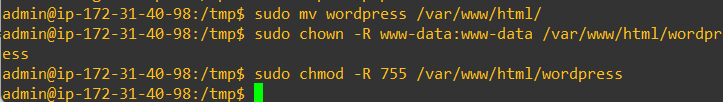 admin@ip-172-31-40-98:/tmp$ sudo mv wordpress /var/www/html/
admin@ip-172-31-40-98:/tmp$ sudo chown -R www-data:www-data /var/www/html/wordpr
ess
admin@ip-172-31-40-98:/tmp$ sudo chmod -R 755 /var/www/html/wordpress
admin@ip-172-31-40-98:/tmp$